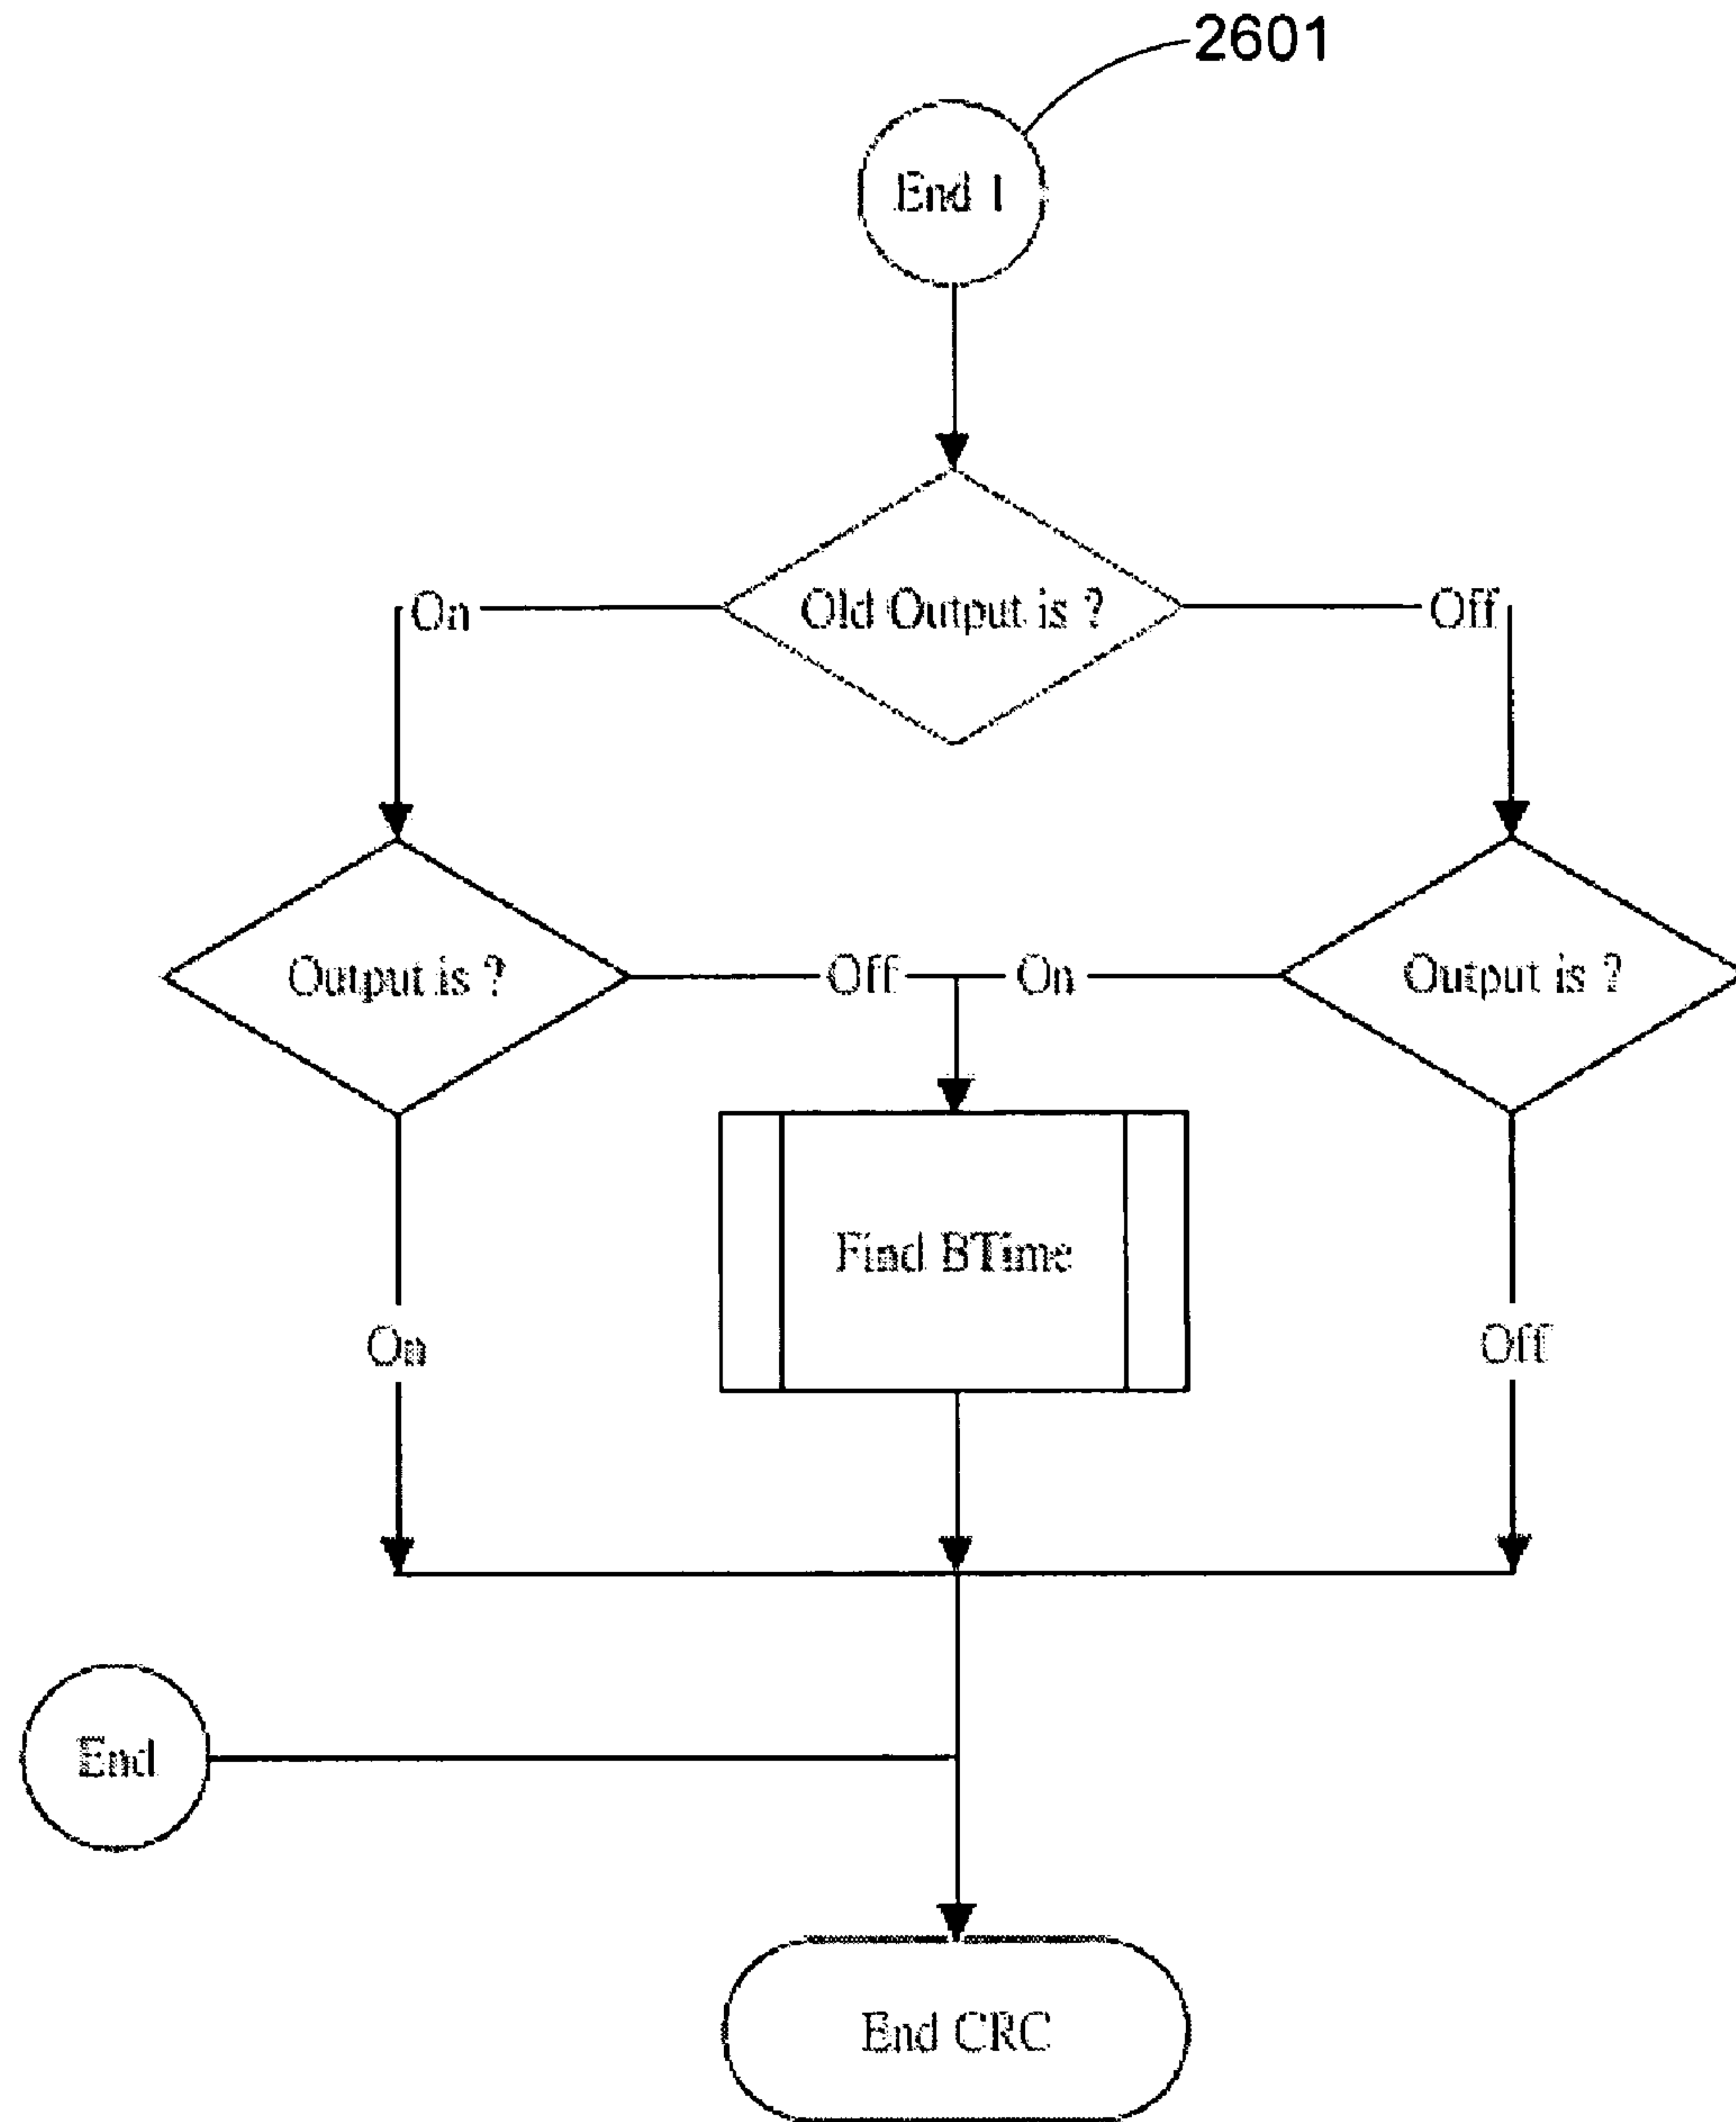 2601
End 1
Old Output is ?
On
Off
Output is ?
Off
On
Output is ?
Find BTime
On
Off
End
End CRC